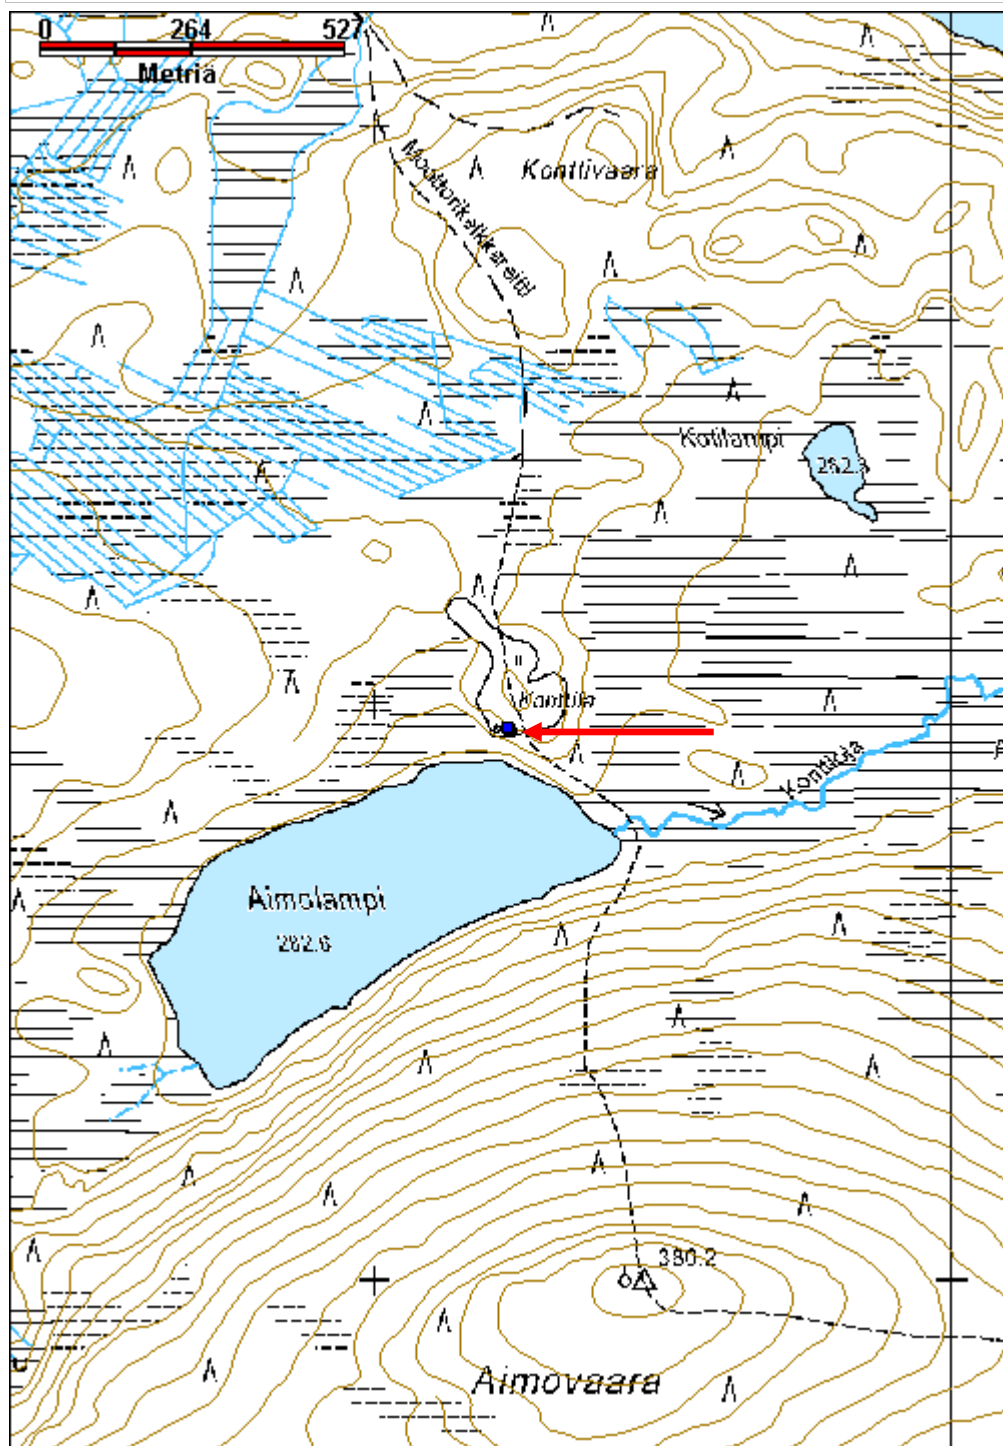 0 264 527
Metriä
Moottorikelkkareitti
Konttivaara
Kotilampi
282.3
Konttila
Konttioja
Aimolampi
282.6
380.2
Aimovaara